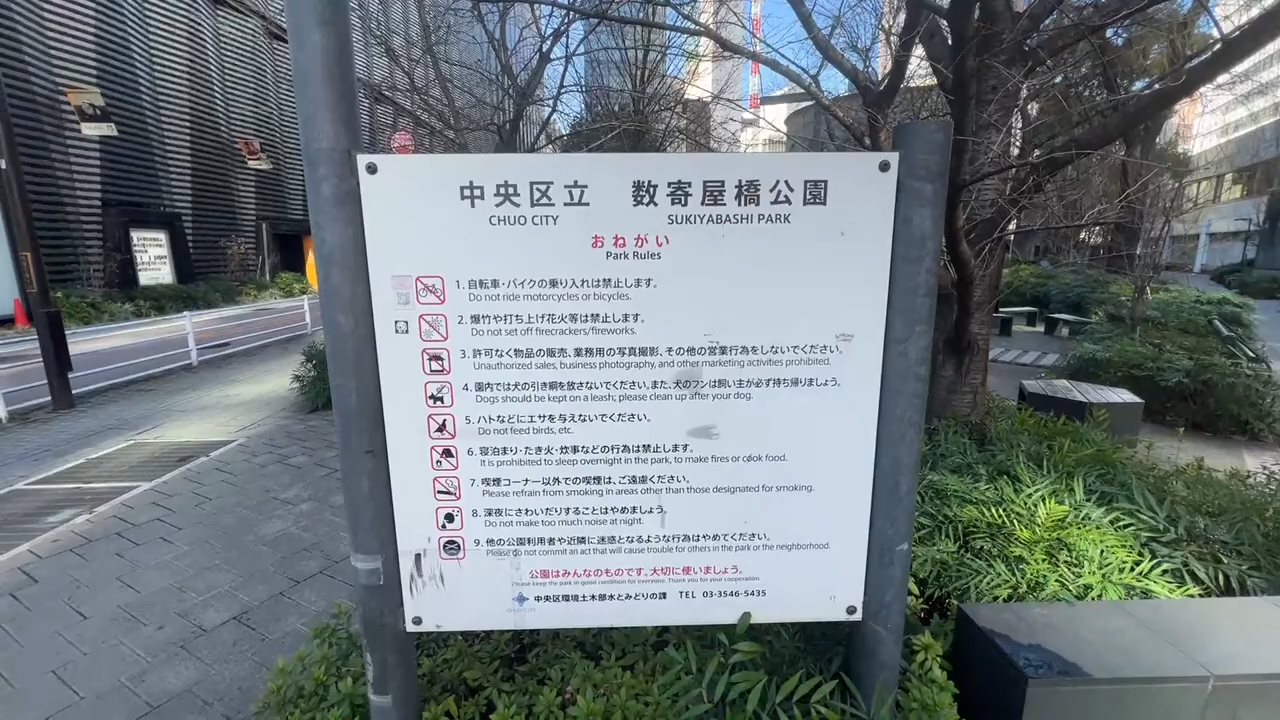 中央区立 数寄屋橋公園
CHUO CITY SUKIYABASHI PARK
おねがい
Park Rules
1. 自転車・バイクの乗り入れは禁止します。
Do not ride motorcycles or bicycles.
2. 爆竹や打ち上げ花火等は禁止します。
Do not set off firecrackers/fireworks.
3. 許可なく物品の販売、業務用の写真撮影、その他の営業行為をしないでください。
Unauthorized sales, business photography, and other marketing activities prohibited.
4. 園内では犬の引き綱を放さないでください。また、犬のフンは飼い主が必ず持ち帰りましょう。
Dogs should be kept on a leash; please clean up after your dog.
5. ハトなどにエサを与えないでください。
Do not feed birds, etc.
6. 寝泊まり・たき火・炊事などの行為は禁止します。
It is prohibited to sleep overnight in the park, to make fires or cook food.
7. 喫煙コーナー以外での喫煙は、ご遠慮ください。
Please refrain from smoking in areas other than those designated for smoking.
8. 深夜にさわいだりすることはやめましょう。
Do not make too much noise at night.
9. 他の公園利用者や近隣に迷惑となるような行為はやめてください。
Please do not commit an act that will cause trouble for others in the park or the neighborhood.
公園はみんなのものです。大切に使いましょう。
Please keep the park in good condition for everyone. Thank you for your cooperation.
中央区環境土木部水とみどりの課 TEL 03-3546-5435
CHUO CITY